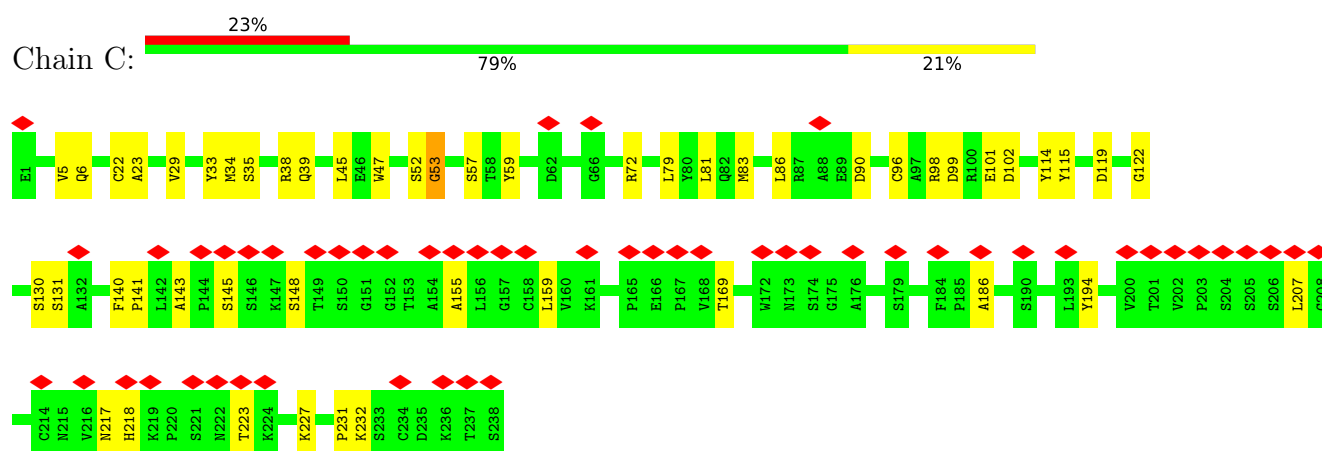 23%
Chain C:
79% 21%
E1 V5 Q6 C22 A23 V29 Y33 M34 S35 R38 Q39 L45 E46 W47 S52 G53 S57 T58 Y59 D62 G66 R72 L79 Y80 L81 Q82 M83 L86 R87 A88 E89 D90 C96 A97 R98 D99 R100 E101 D102 Y114 Y115 D119 G122
S130 S131 A132 F140 P141 L142 A143 P144 S145 S146 K147 S148 T149 S150 G151 G152 T153 A154 A155 L156 G157 C158 L159 V160 K161 P165 E166 P167 V168 T169 W172 N173 S174 G175 A176 S179 F184 P185 A186 S190 L193 Y194 V200 T201 V202 P203 S204 S205 S206 L207
C214 N215 V216 N217 H218 K219 P220 S221 N222 T223 K224 K227 P231 K232 S233 C234 D235 K236 T237 S238